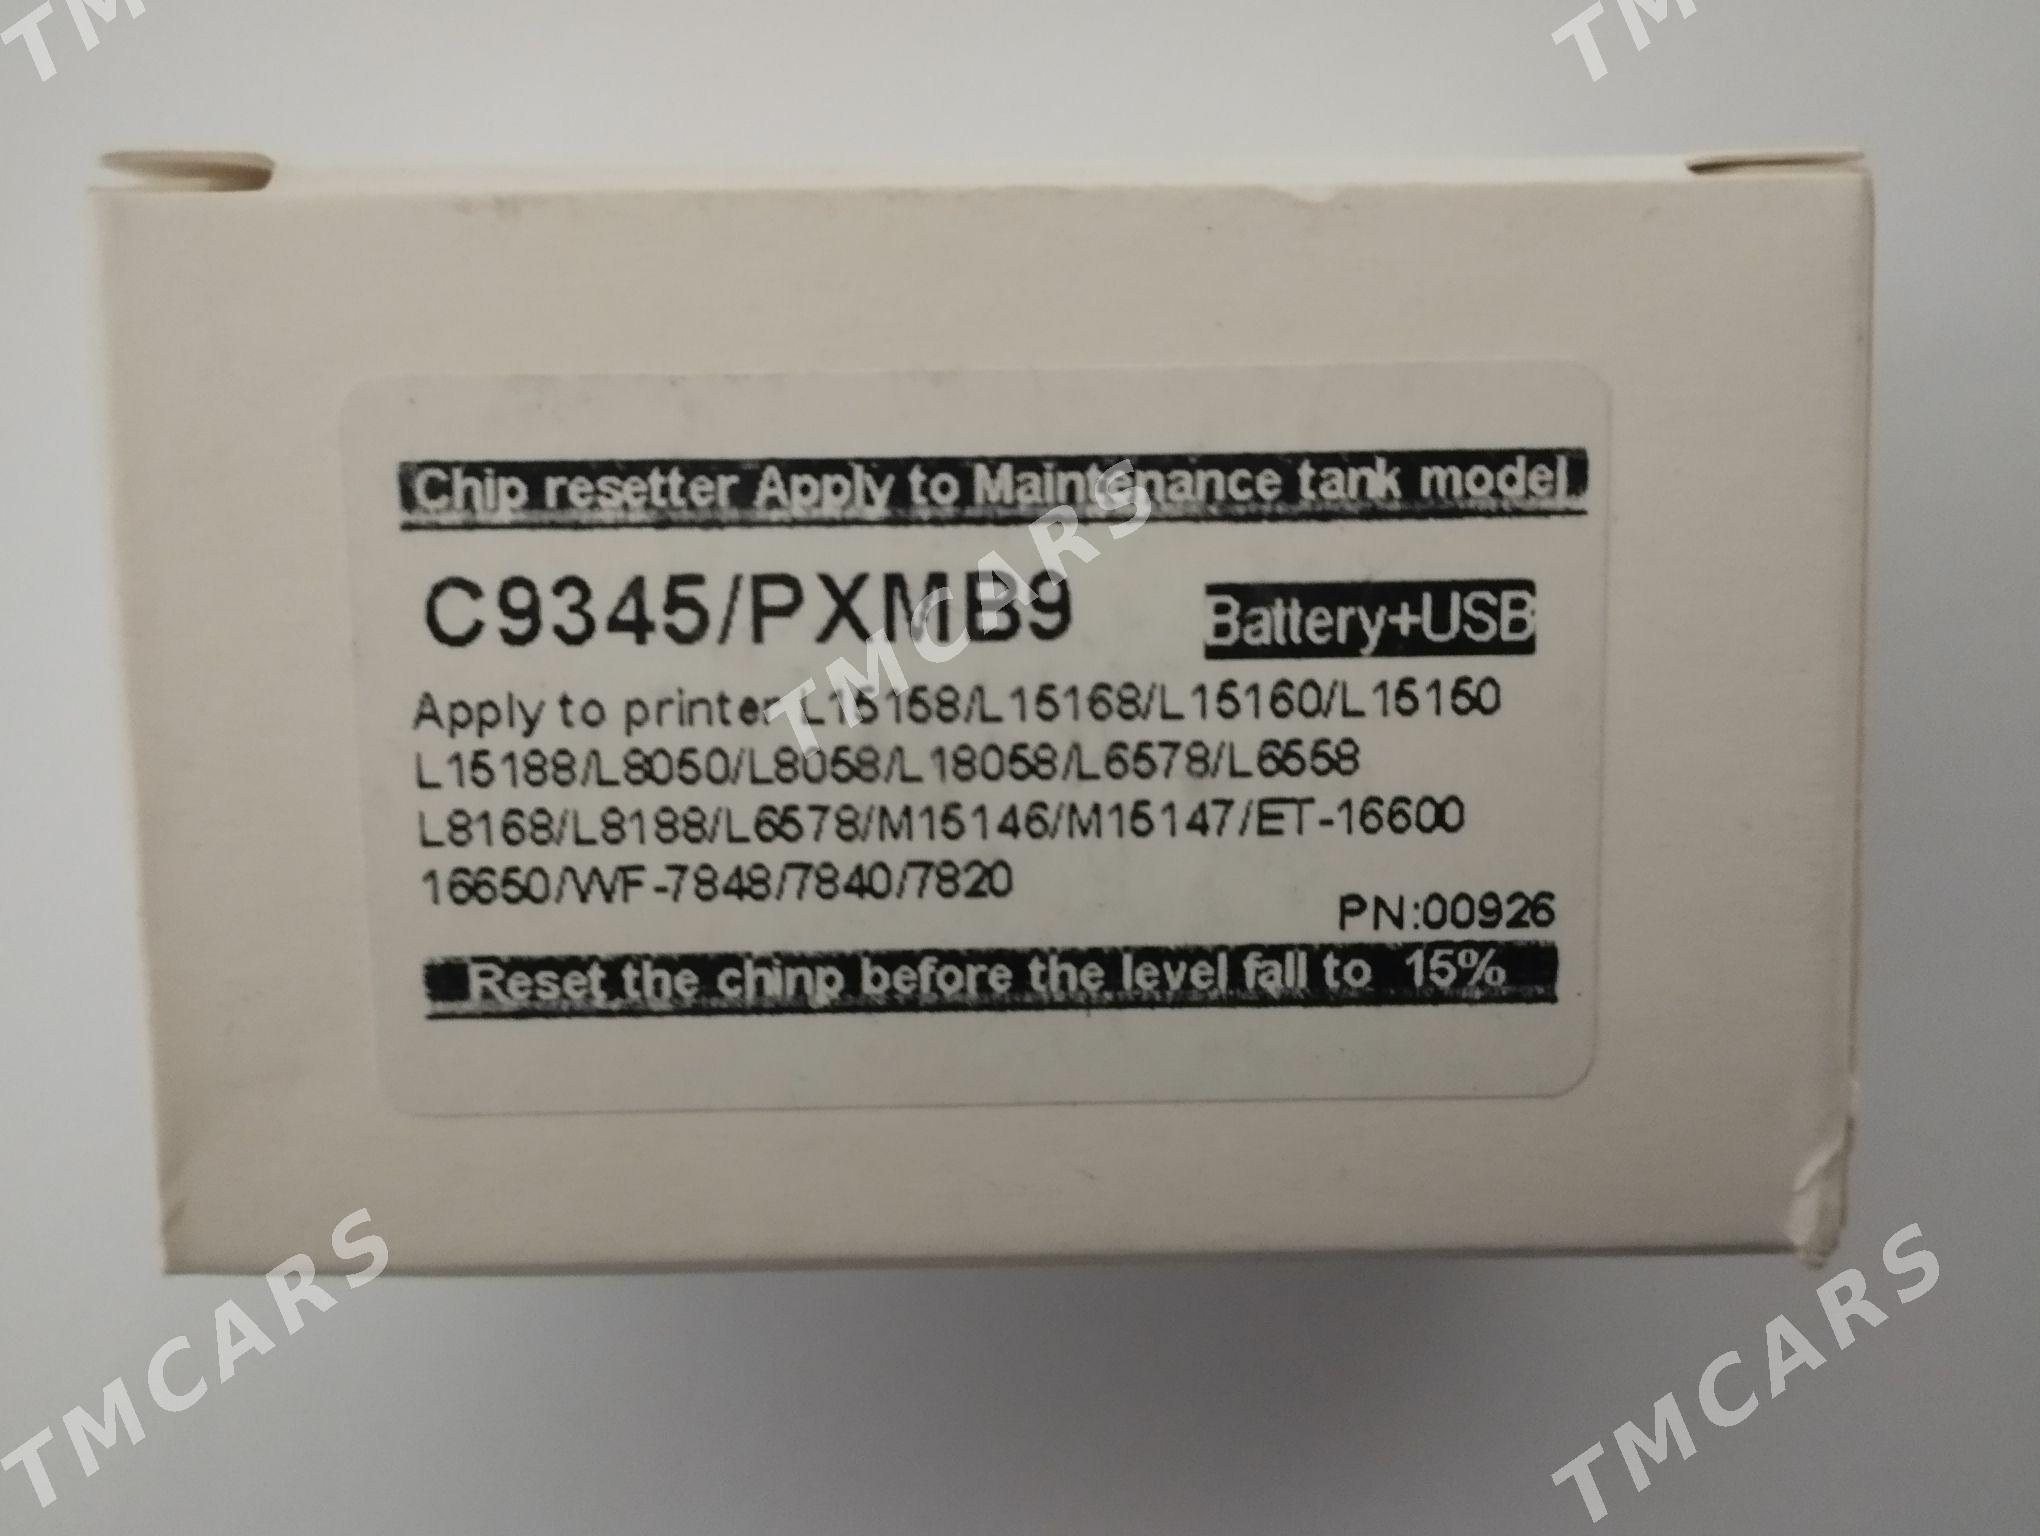 Chip resetter Apply to Maintenance tank model
C9345/PXMB9
Battery+USB
Apply to printer L15158/L15168/L15160/L15150
L15188/L8050/L8058/L18058/L6578/L6558
L8168/L8188/L6578/M15146/M15147/ET-16600
16650/WF-7848/7840/7820
PN:00926
Reset the chinp before the level fall to 15%
TMCARS
TMCARS
TMCARS